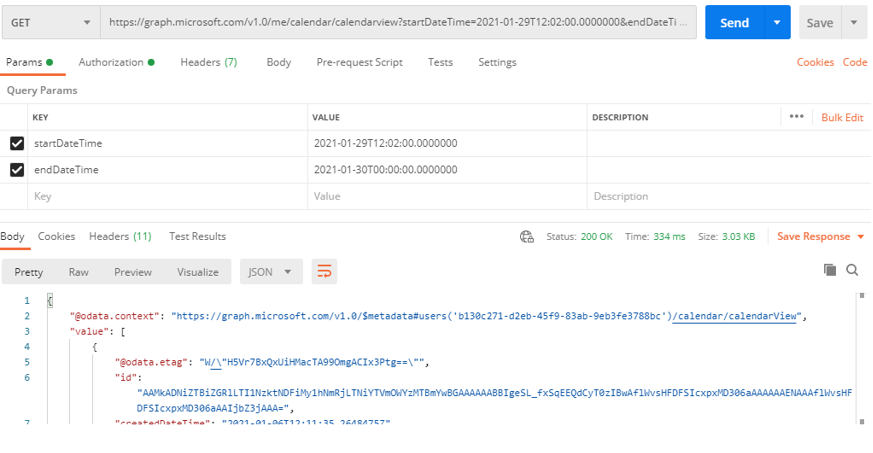 GET https://graph.microsoft.com/v1.0/me/calendar/calendarview?startDateTime=2021-01-29T12:02:00.0000000&endDateTi ... Send Save
Params Authorization Headers (7) Body Pre-request Script Tests Settings Cookies Code
Query Params
KEY VALUE DESCRIPTION ••• Bulk Edit
startDateTime 2021-01-29T12:02:00.0000000
endDateTime 2021-01-30T00:00:00.0000000
Key Value Description
Body Cookies Headers (11) Test Results Status: 200 OK Time: 334 ms Size: 3.03 KB Save Response
Pretty Raw Preview Visualize JSON
1 {
2 "@odata.context": "https://graph.microsoft.com/v1.0/$metadata#users('b130c271-d2eb-45f9-83ab-9eb3fe3788bc')/calendar/calendarView",
3 "value": [
4 {
5 "@odata.etag": "W/\"H5Vr7BxQxUiHMacTA99OmgACIx3Ptg==\"",
6 "id":
"AAMkADNiZTBiZGRlLTI1NzktNDFiMy1hNmRjLTNiYTVmOWYzMTBmYwBGAAAAAABBIgeSL_fxSqEEQdCyT0zIBwAflWvsHFDFSIcxpxMD306aAAAAAAENAAAflWvsHF
DFSIcxpxMD306aAAIjbZ3jAAA=",
7 "createdDateTime": "2021-01-06T12:11:35.2648475Z"